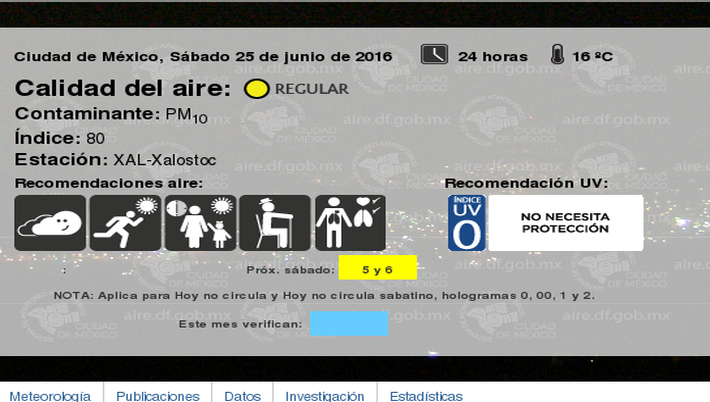 Ciudad de México, Sábado 25 de junio de 2016 24 horas 16 ºC
Calidad del aire: REGULAR
Contaminante: PM10
Índice: 80
Estación: XAL-Xalostoc
Recomendaciones aire: Recomendación UV:
ÍNDICE
UV
0
NO NECESITA
PROTECCIÓN
: Próx. sábado: 5 y 6
NOTA: Aplica para Hoy no circula y Hoy no circula sabatino, hologramas 0, 00, 1 y 2.
Este mes verifican:
aire.df.gob.mx
CIUDAD
DE MÉXICO
Meteorología Publicaciones Datos Investigación Estadísticas